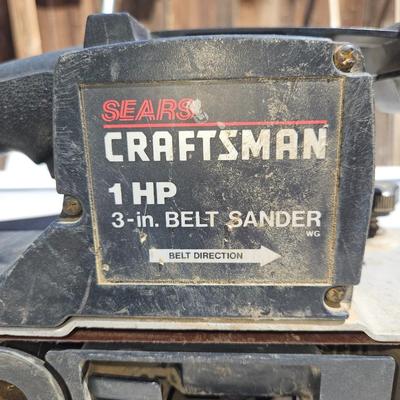 SEARS
CRAFTSMAN
1 HP
3-in. BELT SANDER
WG
BELT DIRECTION